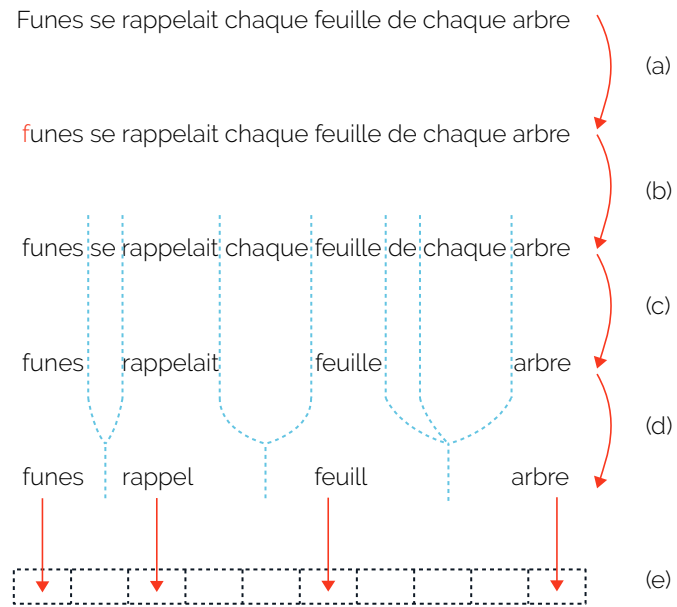 Funes se rappelait chaque feuille de chaque arbre
(a)
funes se rappelait chaque feuille de chaque arbre
(b)
funes se rappelait chaque feuille de chaque arbre
(c)
funes rappelait feuille arbre
(d)
funes rappel feuill arbre
(e)